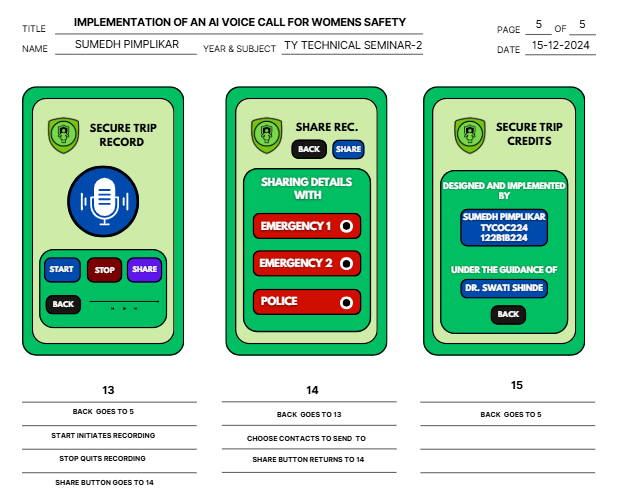 TITLE IMPLEMENTATION OF AN AI VOICE CALL FOR WOMENS SAFETY PAGE 5 OF 5
NAME SUMEDH PIMPLIKAR YEAR & SUBJECT TY TECHNICAL SEMINAR-2 DATE 15-12-2024
SECURE TRIP
RECORD
START STOP SHARE
BACK
13
BACK GOES TO 5
START INITIATES RECORDING
STOP QUITS RECORDING
SHARE BUTTON GOES TO 14
SHARE REC.
BACK SHARE
SHARING DETAILS
WITH
EMERGENCY 1
EMERGENCY 2
POLICE
14
BACK GOES TO 13
CHOOSE CONTACTS TO SEND TO
SHARE BUTTON RETURNS TO 14
SECURE TRIP
CREDITS
DESIGNED AND IMPLEMENTED
BY
SUMEDH PIMPLIKAR
TYCOC224
122B1B224
UNDER THE GUIDANCE OF
DR. SWATI SHINDE
BACK
15
BACK GOES TO 5